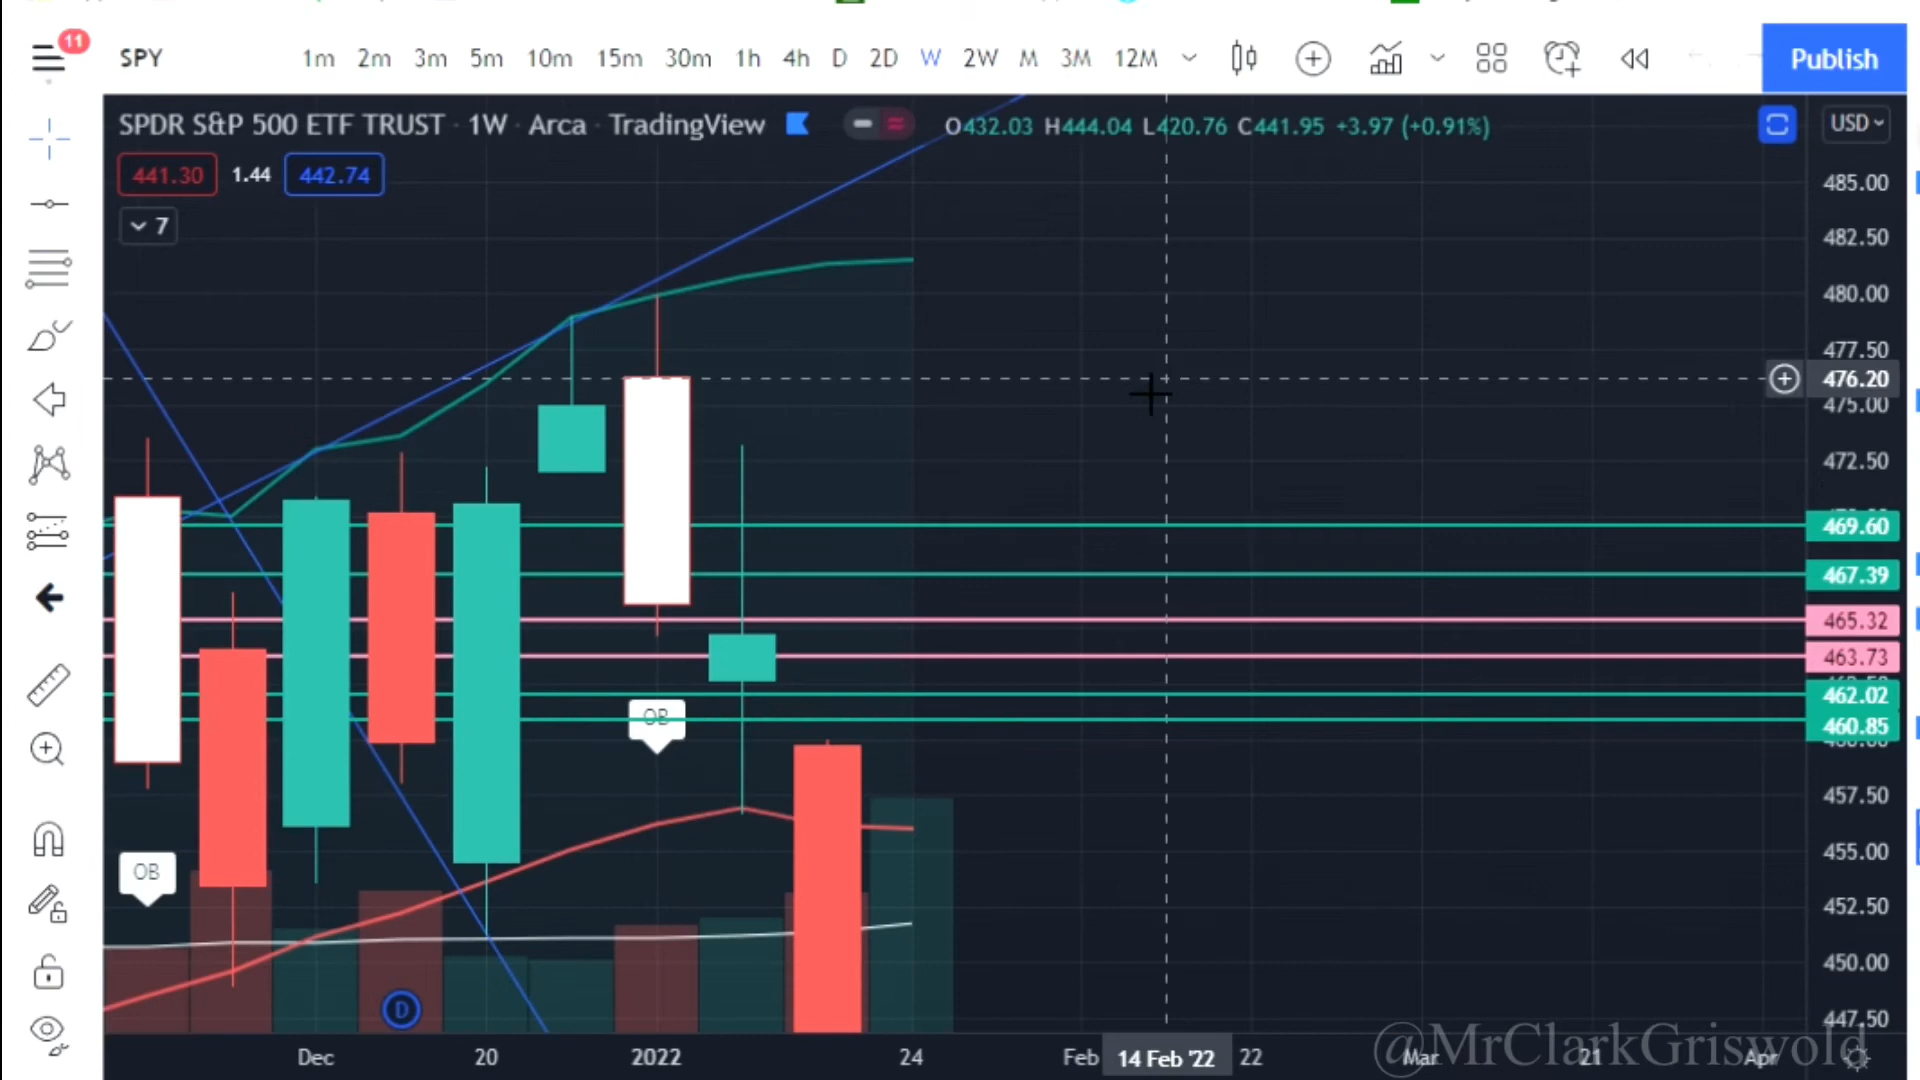 11
SPY 1m 2m 3m 5m 10m 15m 30m 1h 4h D 2D W 2W M 3M 12M Publish
SPDR S&P 500 ETF TRUST · 1W · Arca · TradingView O432.03 H444.04 L420.76 C441.95 +3.97 (+0.91%) USD
441.30 1.44 442.74
7
485.00
482.50
480.00
477.50
476.20
475.00
472.50
469.60
467.39
465.32
463.73
462.02
OB
460.85
457.50
455.00
OB
452.50
450.00
D
447.50
Dec 20 2022 24 Feb 14 Feb '22 22 Mar 21 Apr
@MrClarkGriswold